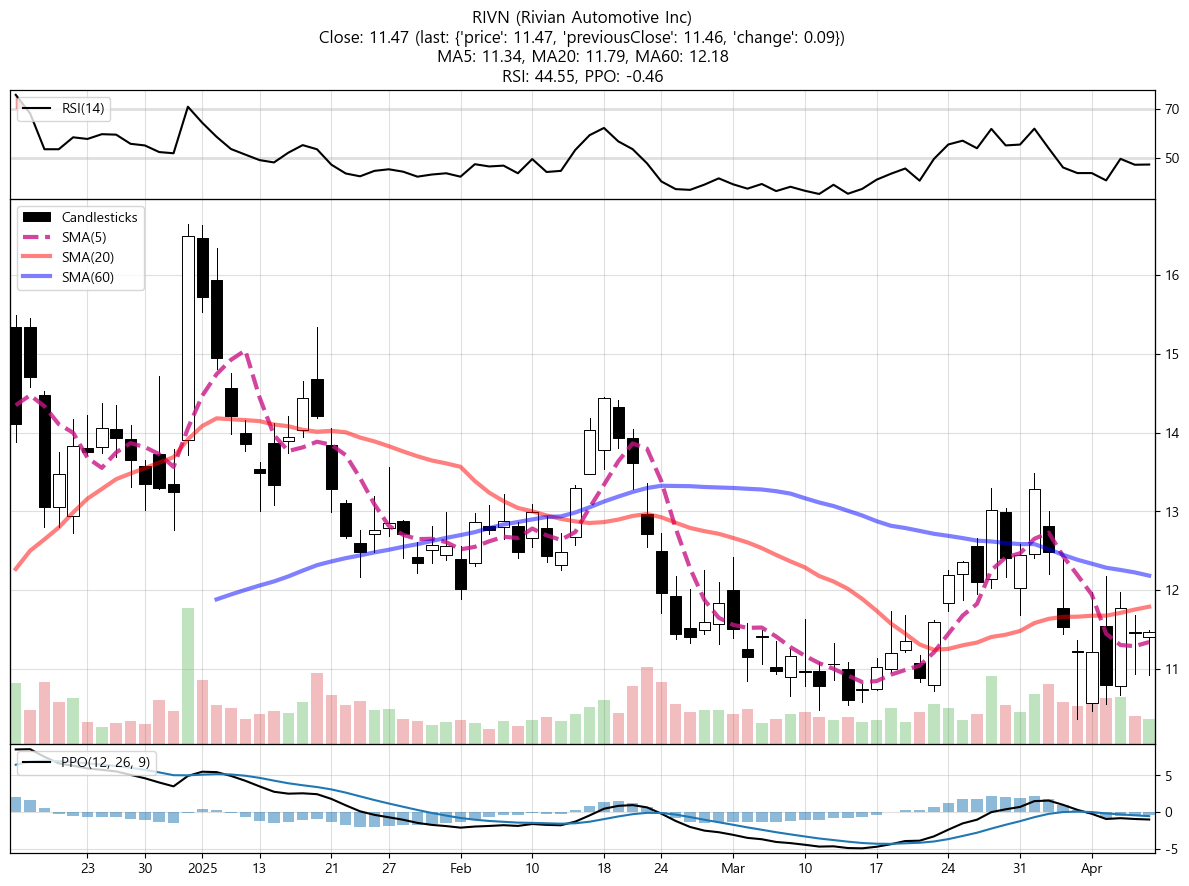 RIVN (Rivian Automotive Inc)
Close: 11.47 (last: {'price': 11.47, 'previousClose': 11.46, 'change': 0.09})
MA5: 11.34, MA20: 11.79, MA60: 12.18
RSI: 44.55, PPO: -0.46
RSI(14)
70
50
Candlesticks
SMA(5)
SMA(20)
SMA(60)
16
15
14
13
12
11
PPO(12, 26, 9)
5
0
-5
23 30 2025 13 21 27 Feb 10 18 24 Mar 10 17 24 31 Apr